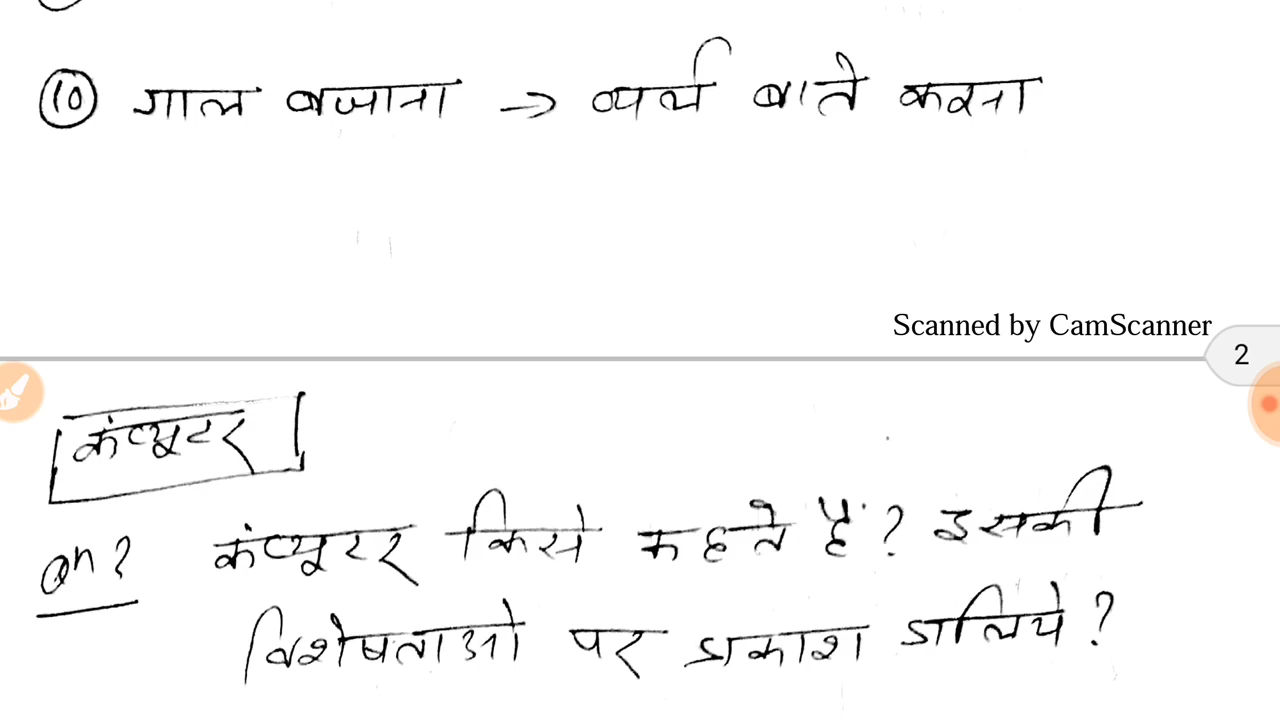 (10) गाल बजाना → व्यर्थ बाते करना
Scanned by CamScanner
2
कंप्यूटर
Qn? कंप्यूटर किसे कहते हैं? इसकी
विशेषताओ पर प्रकाश डालिये?